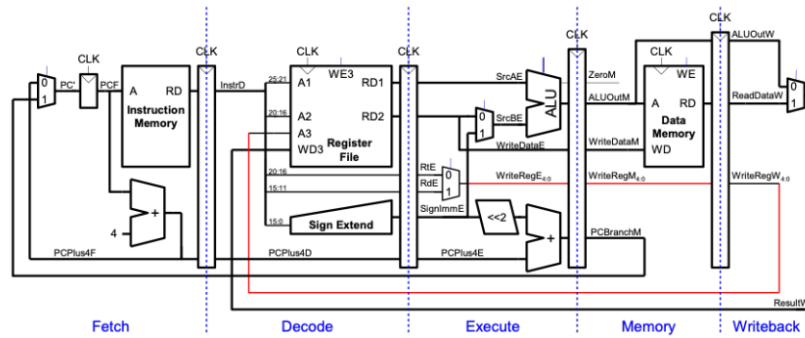 CLK
CLK
CLK
CLK
CLK
CLK
CLK
ALUOutW
0
1
PC'
PCF
A
RD
Instruction
Memory
InstrD
25:21
A1
WE3
RD1
SrcAE
ZeroM
WE
20:16
A2
RD2
0
1
SrcBE
ALU
ALUOutM
A
RD
ReadDataW
0
1
A3
Register
File
WD3
WriteDataE
WriteDataM
Data
Memory
WD
20:16
RtE
0
15:11
RdE
1
WriteRegE4:0
WriteRegM4:0
WriteRegW4:0
4
+
15:0
Sign Extend
SignImmE
<<2
+
PCBranchM
PCPlus4F
PCPlus4D
PCPlus4E
ResultW
Fetch
Decode
Execute
Memory
Writeback